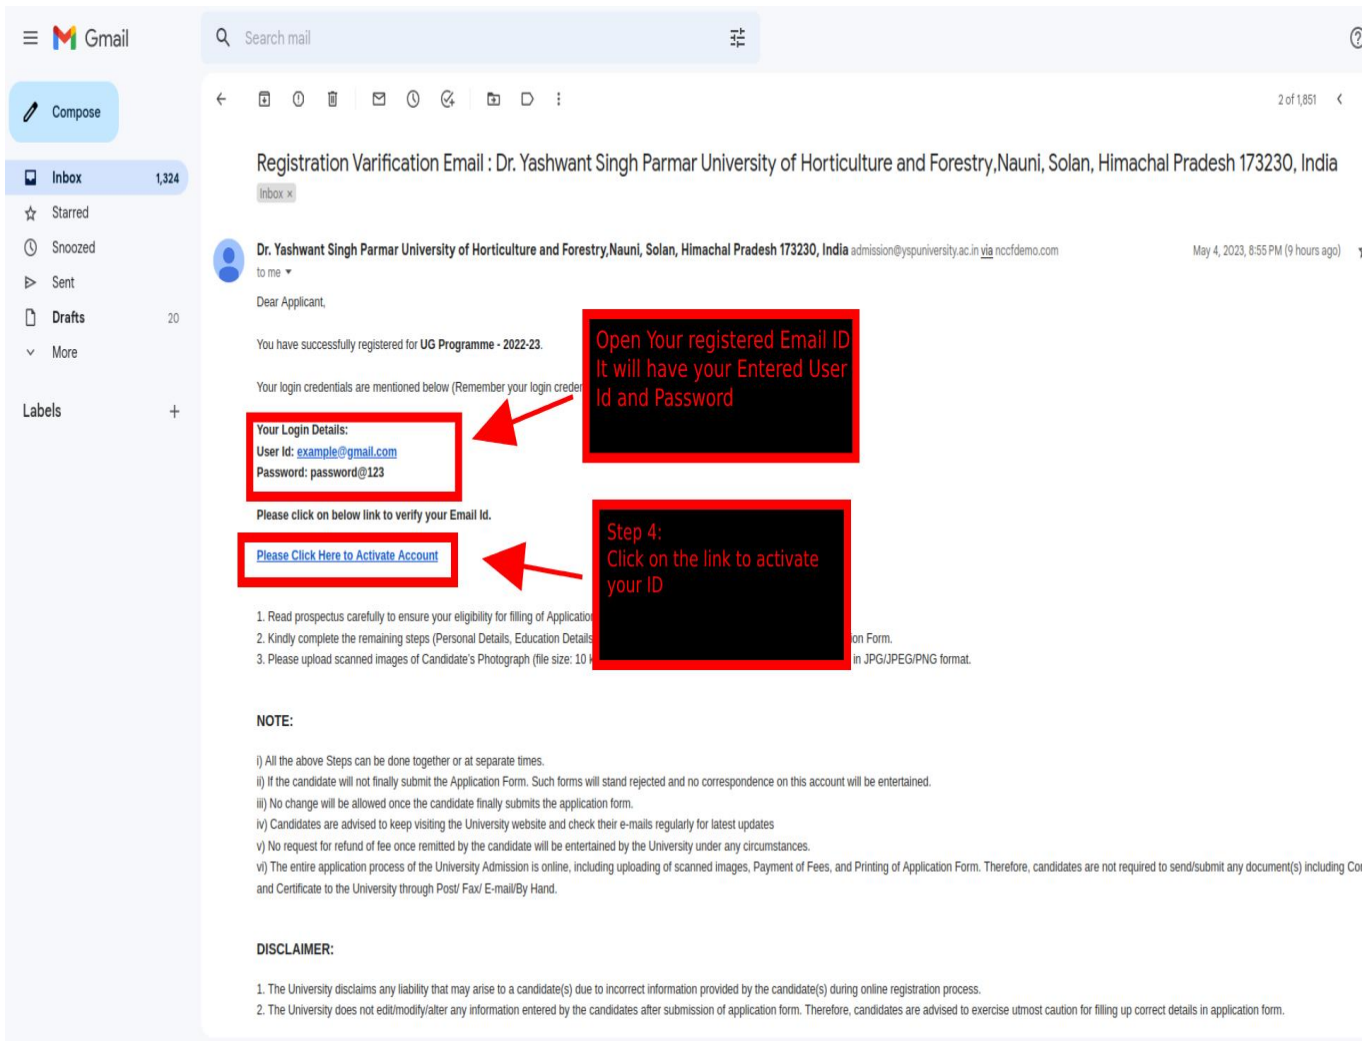 Gmail
Search mail
Compose
2 of 1,851
Inbox 1,324
Starred
Snoozed
Sent
Drafts 20
More
Labels
Registration Varification Email : Dr. Yashwant Singh Parmar University of Horticulture and Forestry,Nauni, Solan, Himachal Pradesh 173230, India
Inbox ×
Dr. Yashwant Singh Parmar University of Horticulture and Forestry,Nauni, Solan, Himachal Pradesh 173230, India admission@yspuniversity.ac.in via nccfdemo.com
May 4, 2023, 8:55 PM (9 hours ago)
to me
Dear Applicant,
You have successfully registered for UG Programme - 2022-23.
Your login credentials are mentioned below (Remember your login
Open Your registered Email ID
It will have your Entered User
Id and Password
Your Login Details:
User Id: example@gmail.com
Password: password@123
Please click on below link to verify your Email Id.
Please Click Here to Activate Account
Step 4:
Click on the link to activate
your ID
1. Read prospectus carefully to ensure your eligibility for filling of
2. Kindly complete the remaining steps (Personal Details, Education Details on Form.
3. Please upload scanned images of Candidate's Photograph (file size: 10 in JPG/JPEG/PNG format.
NOTE:
i) All the above Steps can be done together or at separate times.
ii) If the candidate will not finally submit the Application Form. Such forms will stand rejected and no correspondence on this account will be entertained.
iii) No change will be allowed once the candidate finally submits the application form.
iv) Candidates are advised to keep visiting the University website and check their e-mails regularly for latest updates
v) No request for refund of fee once remitted by the candidate will be entertained by the University under any circumstances.
vi) The entire application process of the University Admission is online, including uploading of scanned images, Payment of Fees, and Printing of Application Form. Therefore, candidates are not required to send/submit any document(s) including
and Certificate to the University through Post/ Fax/ E-mail/By Hand.
DISCLAIMER:
1. The University disclaims any liability that may arise to a candidate(s) due to incorrect information provided by the candidate(s) during online registration process.
2. The University does not edit/modify/alter any information entered by the candidates after submission of application form. Therefore, candidates are advised to exercise utmost caution for filling up correct details in application form.